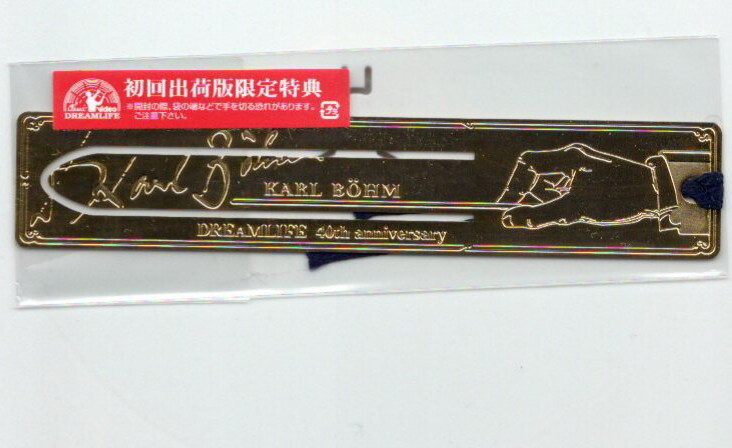 初回出荷版限定特典
※開封の際、袋の端などで手を切る恐れがあります。
ご注意下さい。
DREAMLIFE
Karl Böhm
KARL BÖHM
DREAMLIFE 40th anniversary